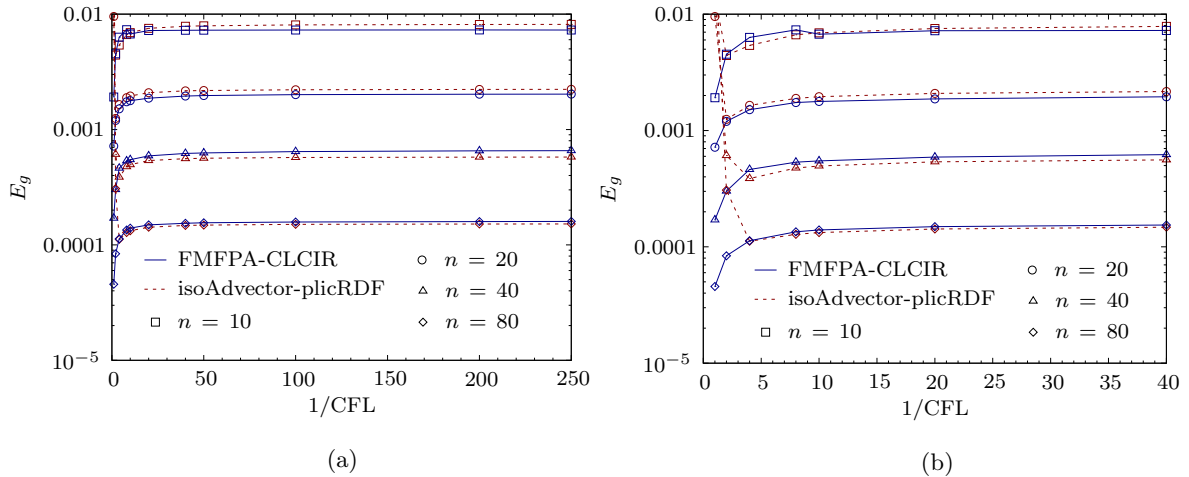 0.01
0.001
0.0001
10⁻⁵
E_g
0 50 100 150 200 250
1/CFL
FMFPA-CLCIR
isoAdvector-plicRDF
n = 10
n = 20
n = 40
n = 80
(a)
0.01
0.001
0.0001
10⁻⁵
E_g
0 5 10 15 20 25 30 35 40
1/CFL
FMFPA-CLCIR
isoAdvector-plicRDF
n = 10
n = 20
n = 40
n = 80
(b)